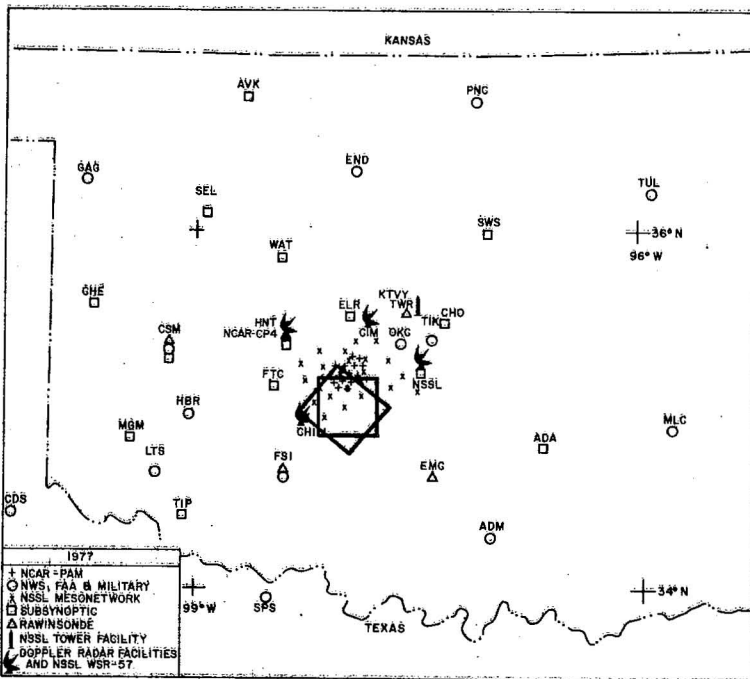 KANSAS
AVK
PNC
GAG
END
TUL
SEL
SWS
36° N
96° W
WAT
GHE
KTVY
TWR
ELR
CHO
HNT
CIM
TIK
CSM
NCAR-CP4
OKC
FTC
NSSL
HBR
MGM
CHI
MLC
ADA
LTS
FSI
EMC
CDS
TIP
ADM
1977
NCAR-PAM
NWS, FAA & MILITARY
NSSL MESONETWORK
SUBSYNOPTIC
RAWINSONDE
NSSL TOWER FACILITY
DOPPLER RADAR FACILITIES
AND NSSL WSR-57
99° W
SPS
34° N
TEXAS